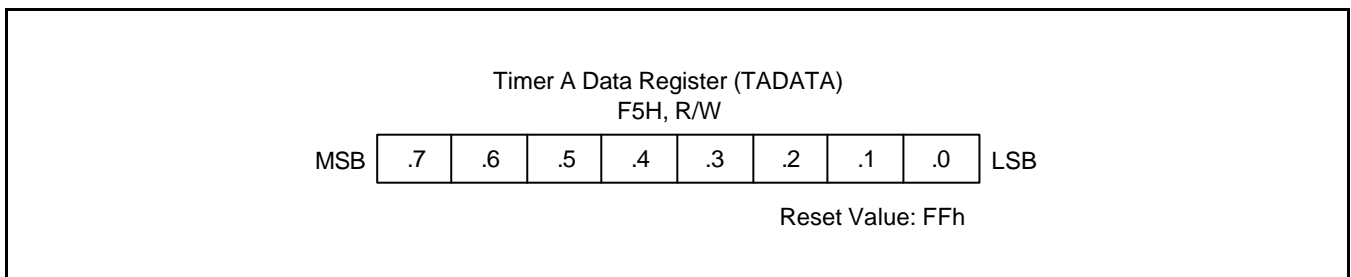 Timer A Data Register (TADATA)
F5H, R/W
MSB .7 .6 .5 .4 .3 .2 .1 .0 LSB
Reset Value: FFh